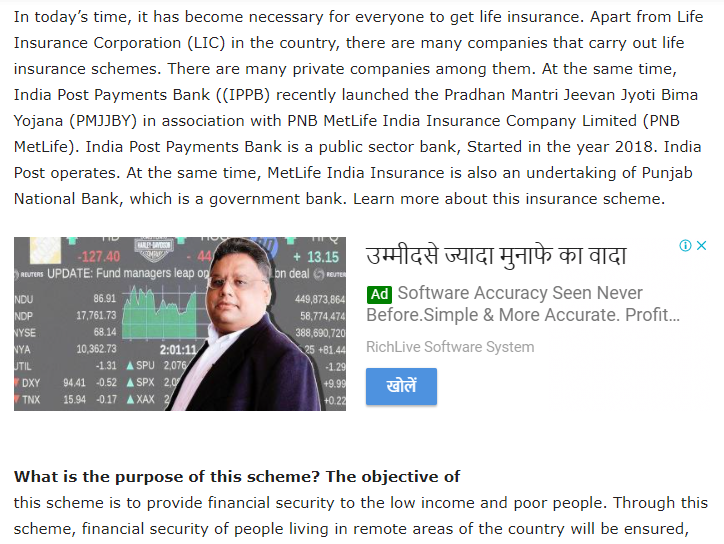 In today’s time, it has become necessary for everyone to get life insurance. Apart from Life
Insurance Corporation (LIC) in the country, there are many companies that carry out life
insurance schemes. There are many private companies among them. At the same time,
India Post Payments Bank ((IPPB) recently launched the Pradhan Mantri Jeevan Jyoti Bima
Yojana (PMJJBY) in association with PNB MetLife India Insurance Company Limited (PNB
MetLife). India Post Payments Bank is a public sector bank, Started in the year 2018. India
Post operates. At the same time, MetLife India Insurance is also an undertaking of Punjab
National Bank, which is a government bank. Learn more about this insurance scheme.
-127.40
HARLEY-DAVIDSON
COMPANY
- 44
+ 13.15
REUTERS UPDATE: Fund managers leap on
bn deal
REUTER
NDU 86.91
449,873,864
NDP 17,761.73
58,774,474
NYSE 68.14
388,690,720
NYA 10,362.73
2:01:11
25 +81.44
UTIL -1.31 ▲ SPU 2,076
-1.29
▼ DXY 94.41 -0.52 ▲ SPX 2,0
+9.99
▼ TNX 15.94 -0.17 ▲ XAX 2
+0.22
उम्मीदसे ज्यादा मुनाफे का वादा
Ad Software Accuracy Seen Never
Before.Simple & More Accurate. Profit...
RichLive Software System
खोलें
What is the purpose of this scheme? The objective of
this scheme is to provide financial security to the low income and poor people. Through this
scheme, financial security of people living in remote areas of the country will be ensured,